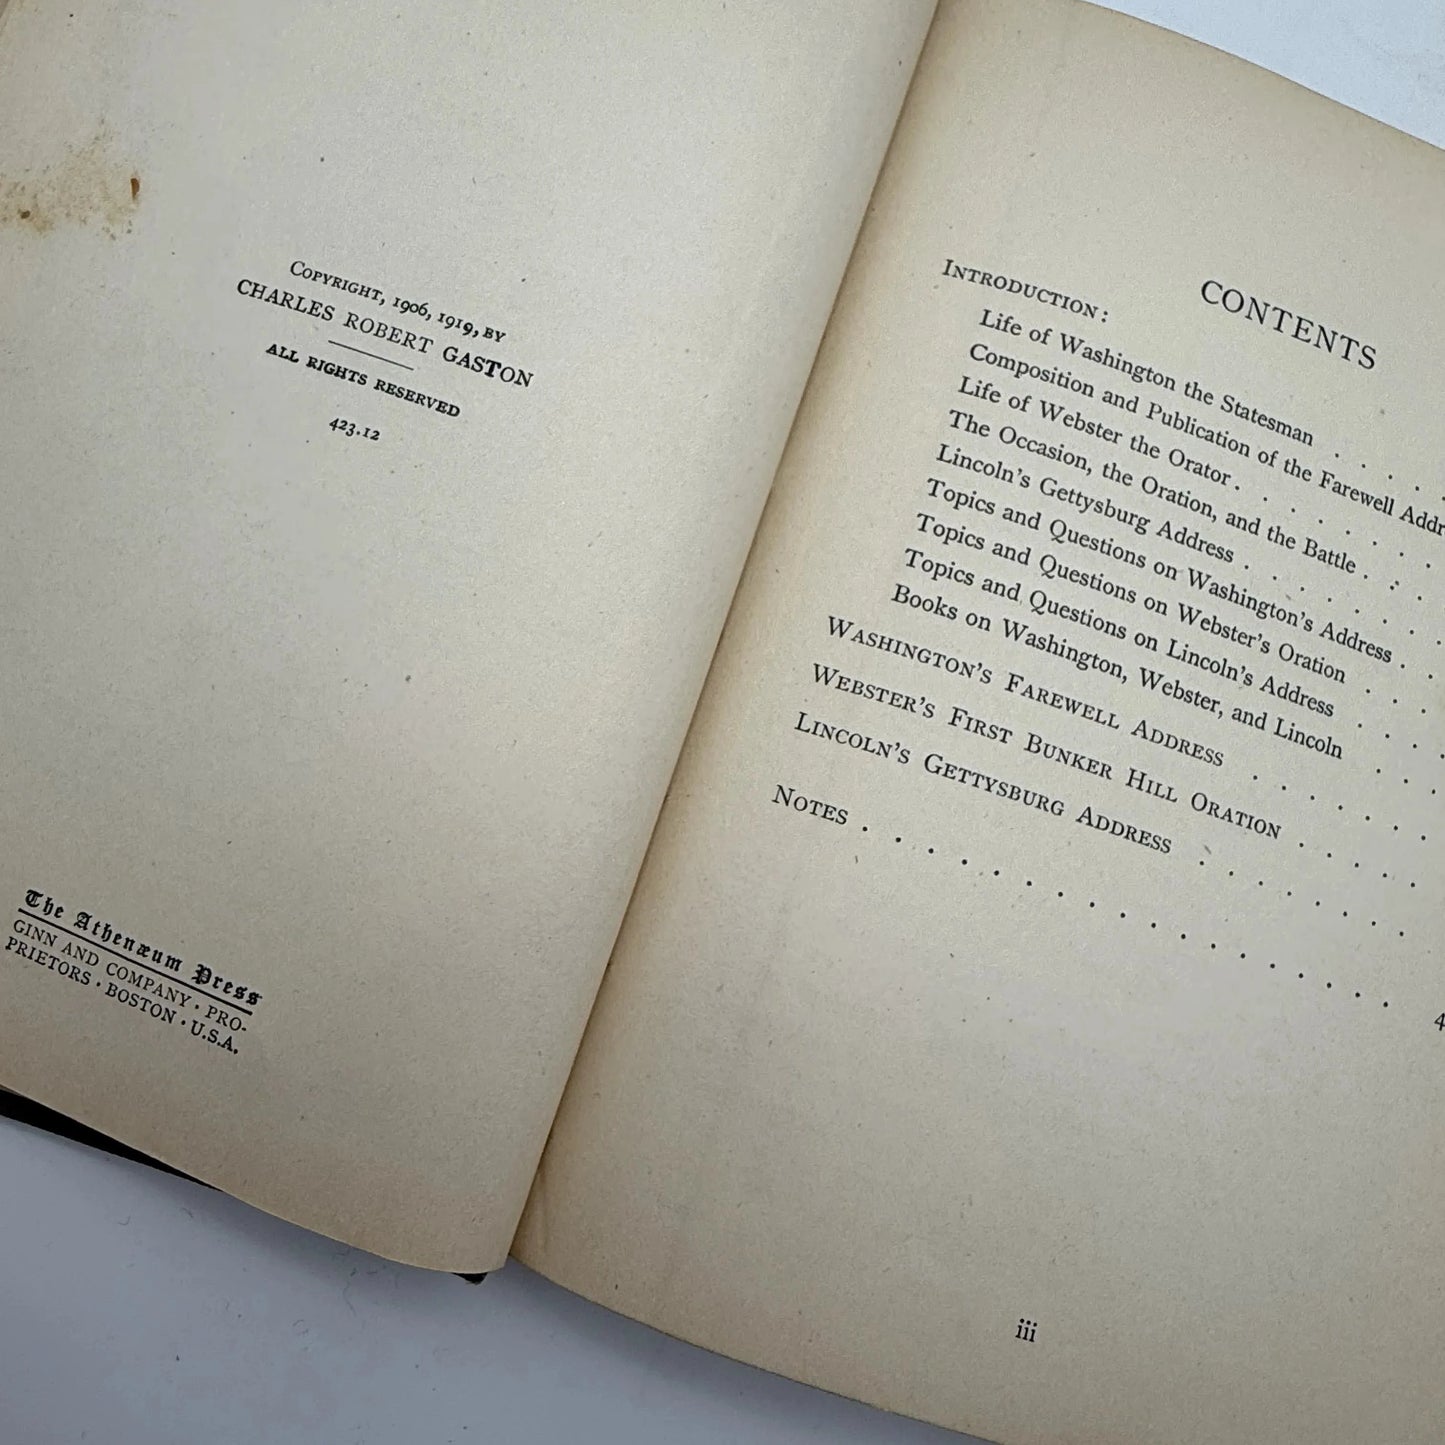 COPYRIGHT, 1906, 1919, BY
CHARLES ROBERT GASTON
ALL RIGHTS RESERVED
423.12
The Athenæum Press
GINN AND COMPANY · PRO-
PRIETORS · BOSTON · U.S.A.
CONTENTS
INTRODUCTION:
Life of Washington the Statesman . . . .
Composition and Publication of the Farewell Addr
Life of Webster the Orator . . . . . . . .
The Occasion, the Oration, and the Battle . . .
Lincoln's Gettysburg Address . . . . . . . .
Topics and Questions on Washington's Address . .
Topics and Questions on Webster's Oration . . .
Topics and Questions on Lincoln's Address . . . .
Books on Washington, Webster, and Lincoln . . .
WASHINGTON'S FAREWELL ADDRESS . . . . . . .
WEBSTER'S FIRST BUNKER HILL ORATION . . . . .
LINCOLN'S GETTYSBURG ADDRESS . . . . . . . . .
NOTES . . . . . . . . . . . . . . . . . 4
iii